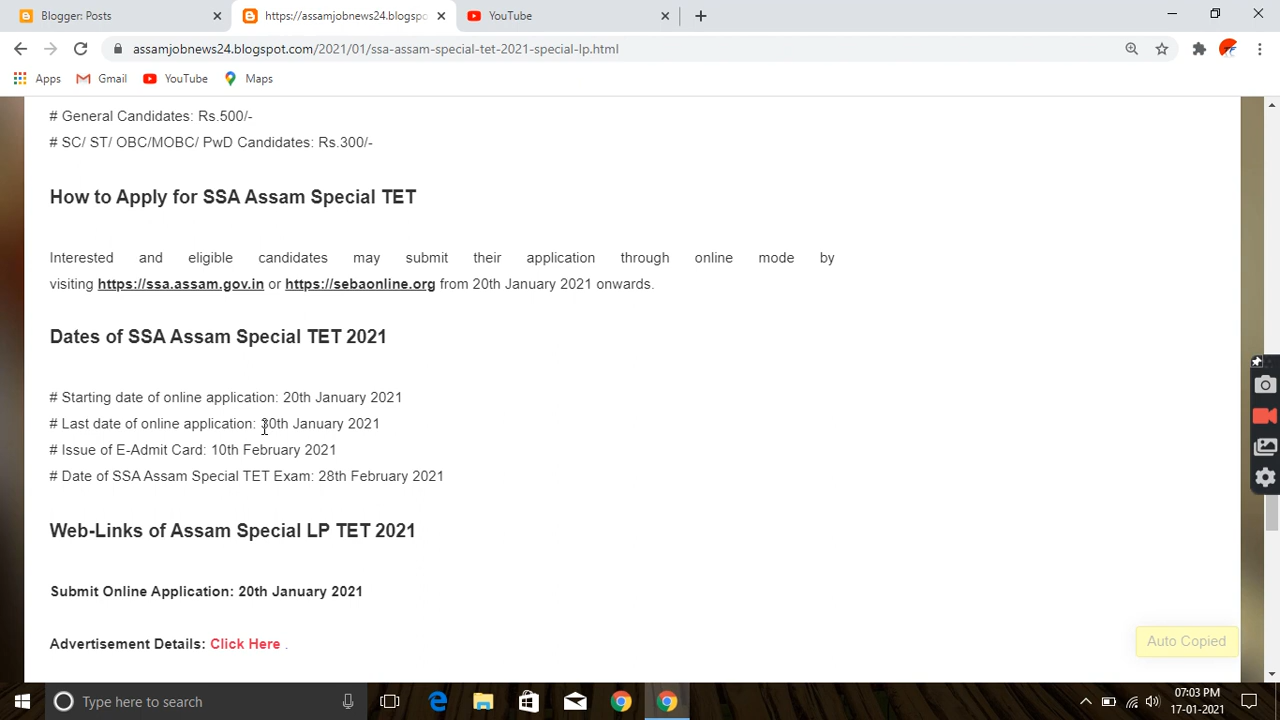 Blogger: Posts
https://assamjobnews24.blogspo
YouTube
assamjobnews24.blogspot.com/2021/01/ssa-assam-special-tet-2021-special-lp.html
Apps Gmail YouTube Maps
# General Candidates: Rs.500/-
# SC/ ST/ OBC/MOBC/ PwD Candidates: Rs.300/-
How to Apply for SSA Assam Special TET
Interested and eligible candidates may submit their application through online mode by
visiting https://ssa.assam.gov.in or https://sebaonline.org from 20th January 2021 onwards.
Dates of SSA Assam Special TET 2021
# Starting date of online application: 20th January 2021
# Last date of online application: 30th January 2021
# Issue of E-Admit Card: 10th February 2021
# Date of SSA Assam Special TET Exam: 28th February 2021
Web-Links of Assam Special LP TET 2021
Submit Online Application: 20th January 2021
Advertisement Details: Click Here .
Auto Copied
Type here to search
07:03 PM
17-01-2021